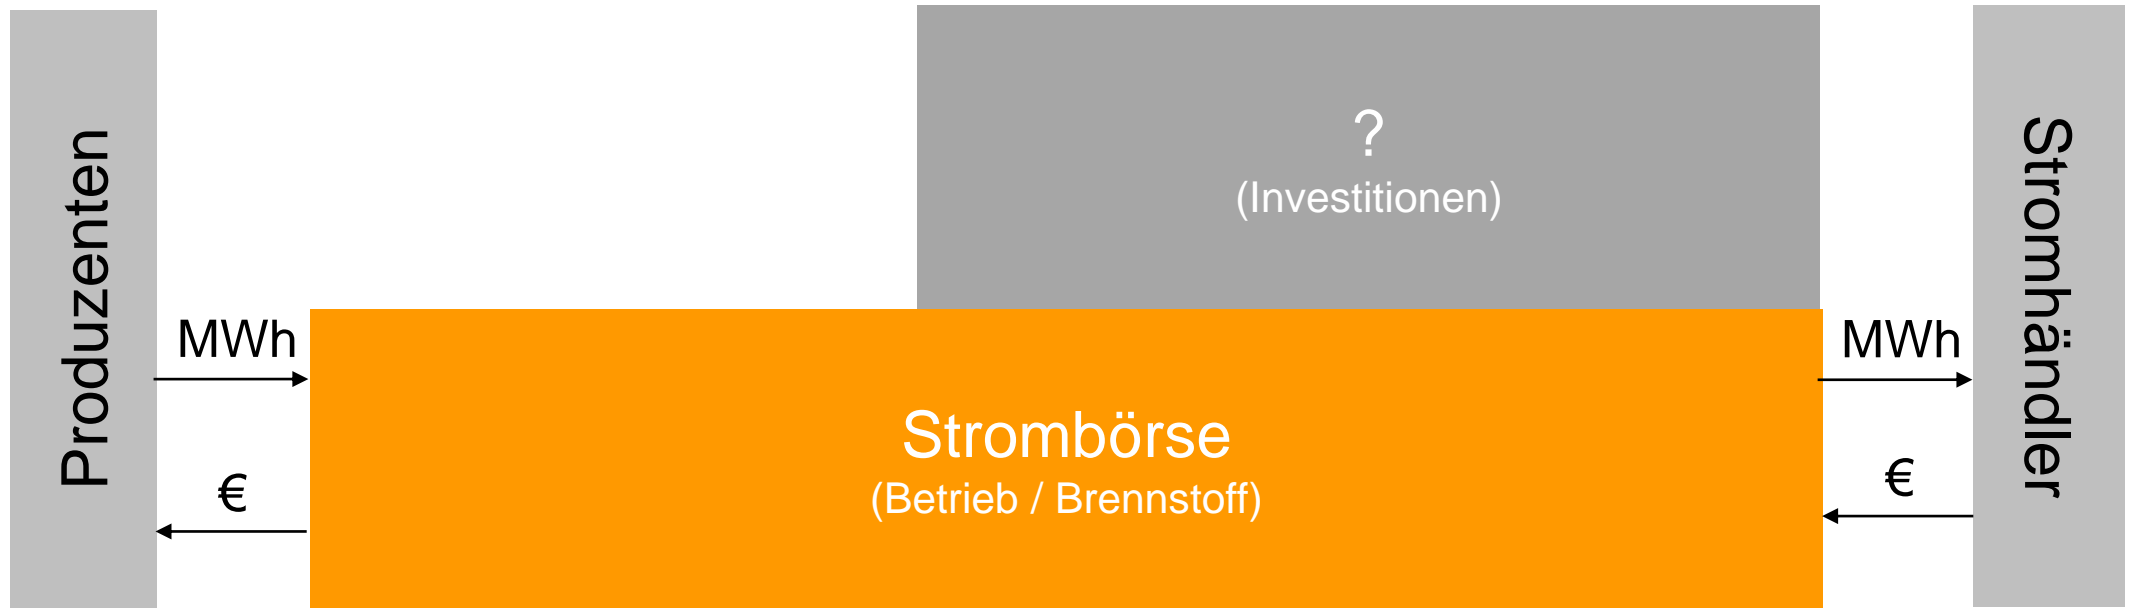 Produzenten
?
(Investitionen)
Stromhändler
MWh
MWh
Strombörse
(Betrieb / Brennstoff)
€
€